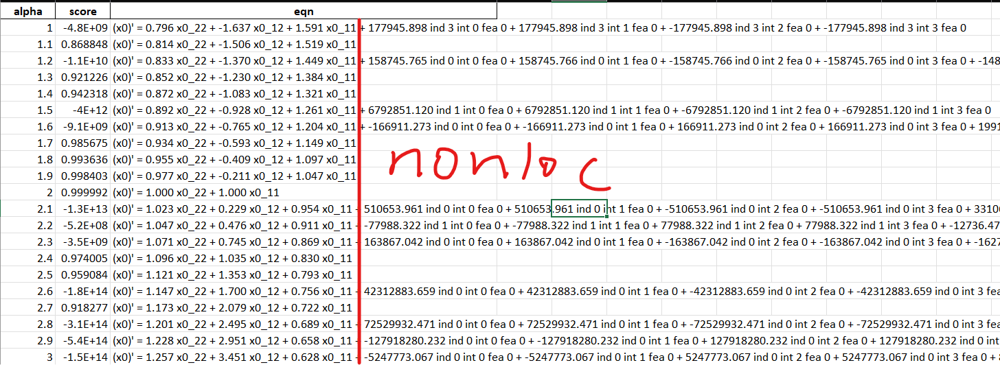 alpha score eqn
1 -4.8E+09 (x0)' = 0.796 x0_22 + -1.637 x0_12 + 1.591 x0_11 + 177945.898 ind 3 int 0 fea 0 + 177945.898 ind 3 int 1 fea 0 + -177945.898 ind 3 int 2 fea 0 + -177945.898 ind 3 int 3 fea 0
1.1 0.868848 (x0)' = 0.814 x0_22 + -1.506 x0_12 + 1.519 x0_11
1.2 -1.1E+10 (x0)' = 0.833 x0_22 + -1.370 x0_12 + 1.449 x0_11 + 158745.765 ind 0 int 0 fea 0 + 158745.766 ind 0 int 1 fea 0 + -158745.766 ind 0 int 2 fea 0 + -158745.765 ind 0 int 3 fea 0 + -148
1.3 0.921226 (x0)' = 0.852 x0_22 + -1.230 x0_12 + 1.384 x0_11
1.4 0.942318 (x0)' = 0.872 x0_22 + -1.083 x0_12 + 1.321 x0_11
1.5 -4E+12 (x0)' = 0.892 x0_22 + -0.928 x0_12 + 1.261 x0_11 + 6792851.120 ind 1 int 0 fea 0 + 6792851.120 ind 1 int 1 fea 0 + -6792851.120 ind 1 int 2 fea 0 + -6792851.120 ind 1 int 3 fea 0
1.6 -9.1E+09 (x0)' = 0.913 x0_22 + -0.765 x0_12 + 1.204 x0_11 + -166911.273 ind 0 int 0 fea 0 + -166911.273 ind 0 int 1 fea 0 + 166911.273 ind 0 int 2 fea 0 + 166911.273 ind 0 int 3 fea 0 + 1991
1.7 0.985675 (x0)' = 0.934 x0_22 + -0.593 x0_12 + 1.149 x0_11
1.8 0.993636 (x0)' = 0.955 x0_22 + -0.409 x0_12 + 1.097 x0_11
nonloc
1.9 0.998403 (x0)' = 0.977 x0_22 + -0.211 x0_12 + 1.047 x0_11
2 0.999992 (x0)' = 1.000 x0_22 + 1.000 x0_11
2.1 -1.3E+13 (x0)' = 1.023 x0_22 + 0.229 x0_12 + 0.954 x0_11 + 510653.961 ind 0 int 0 fea 0 + 510653.961 ind 0 int 1 fea 0 + -510653.961 ind 0 int 2 fea 0 + -510653.961 ind 0 int 3 fea 0 + 3310
2.2 -5.2E+08 (x0)' = 1.047 x0_22 + 0.476 x0_12 + 0.911 x0_11 + -77988.322 ind 1 int 0 fea 0 + -77988.322 ind 1 int 1 fea 0 + 77988.322 ind 1 int 2 fea 0 + 77988.322 ind 1 int 3 fea 0 + -12736.47
2.3 -3.5E+09 (x0)' = 1.071 x0_22 + 0.745 x0_12 + 0.869 x0_11 + 163867.042 ind 0 int 0 fea 0 + 163867.042 ind 0 int 1 fea 0 + -163867.042 ind 0 int 2 fea 0 + -163867.042 ind 0 int 3 fea 0 + -1627
2.4 0.974005 (x0)' = 1.096 x0_22 + 1.035 x0_12 + 0.830 x0_11
2.5 0.959084 (x0)' = 1.121 x0_22 + 1.353 x0_12 + 0.793 x0_11
2.6 -1.8E+14 (x0)' = 1.147 x0_22 + 1.700 x0_12 + 0.756 x0_11 + 42312883.659 ind 0 int 0 fea 0 + 42312883.659 ind 0 int 1 fea 0 + -42312883.659 ind 0 int 2 fea 0 + -42312883.659 ind 0 int 3 fea
2.7 0.918277 (x0)' = 1.173 x0_22 + 2.079 x0_12 + 0.722 x0_11
2.8 -3.1E+14 (x0)' = 1.201 x0_22 + 2.495 x0_12 + 0.689 x0_11 + 72529932.471 ind 0 int 0 fea 0 + 72529932.471 ind 0 int 1 fea 0 + -72529932.471 ind 0 int 2 fea 0 + -72529932.471 ind 0 int 3 fea
2.9 -5.4E+14 (x0)' = 1.228 x0_22 + 2.951 x0_12 + 0.658 x0_11 + -127918280.232 ind 0 int 0 fea 0 + -127918280.232 ind 0 int 1 fea 0 + 127918280.232 ind 0 int 2 fea 0 + 127918280.232 ind 0 int
3 -1.5E+14 (x0)' = 1.257 x0_22 + 3.451 x0_12 + 0.628 x0_11 + -5247773.067 ind 0 int 0 fea 0 + -5247773.067 ind 0 int 1 fea 0 + 5247773.067 ind 0 int 2 fea 0 + 5247773.067 ind 0 int 3 fea 0 +